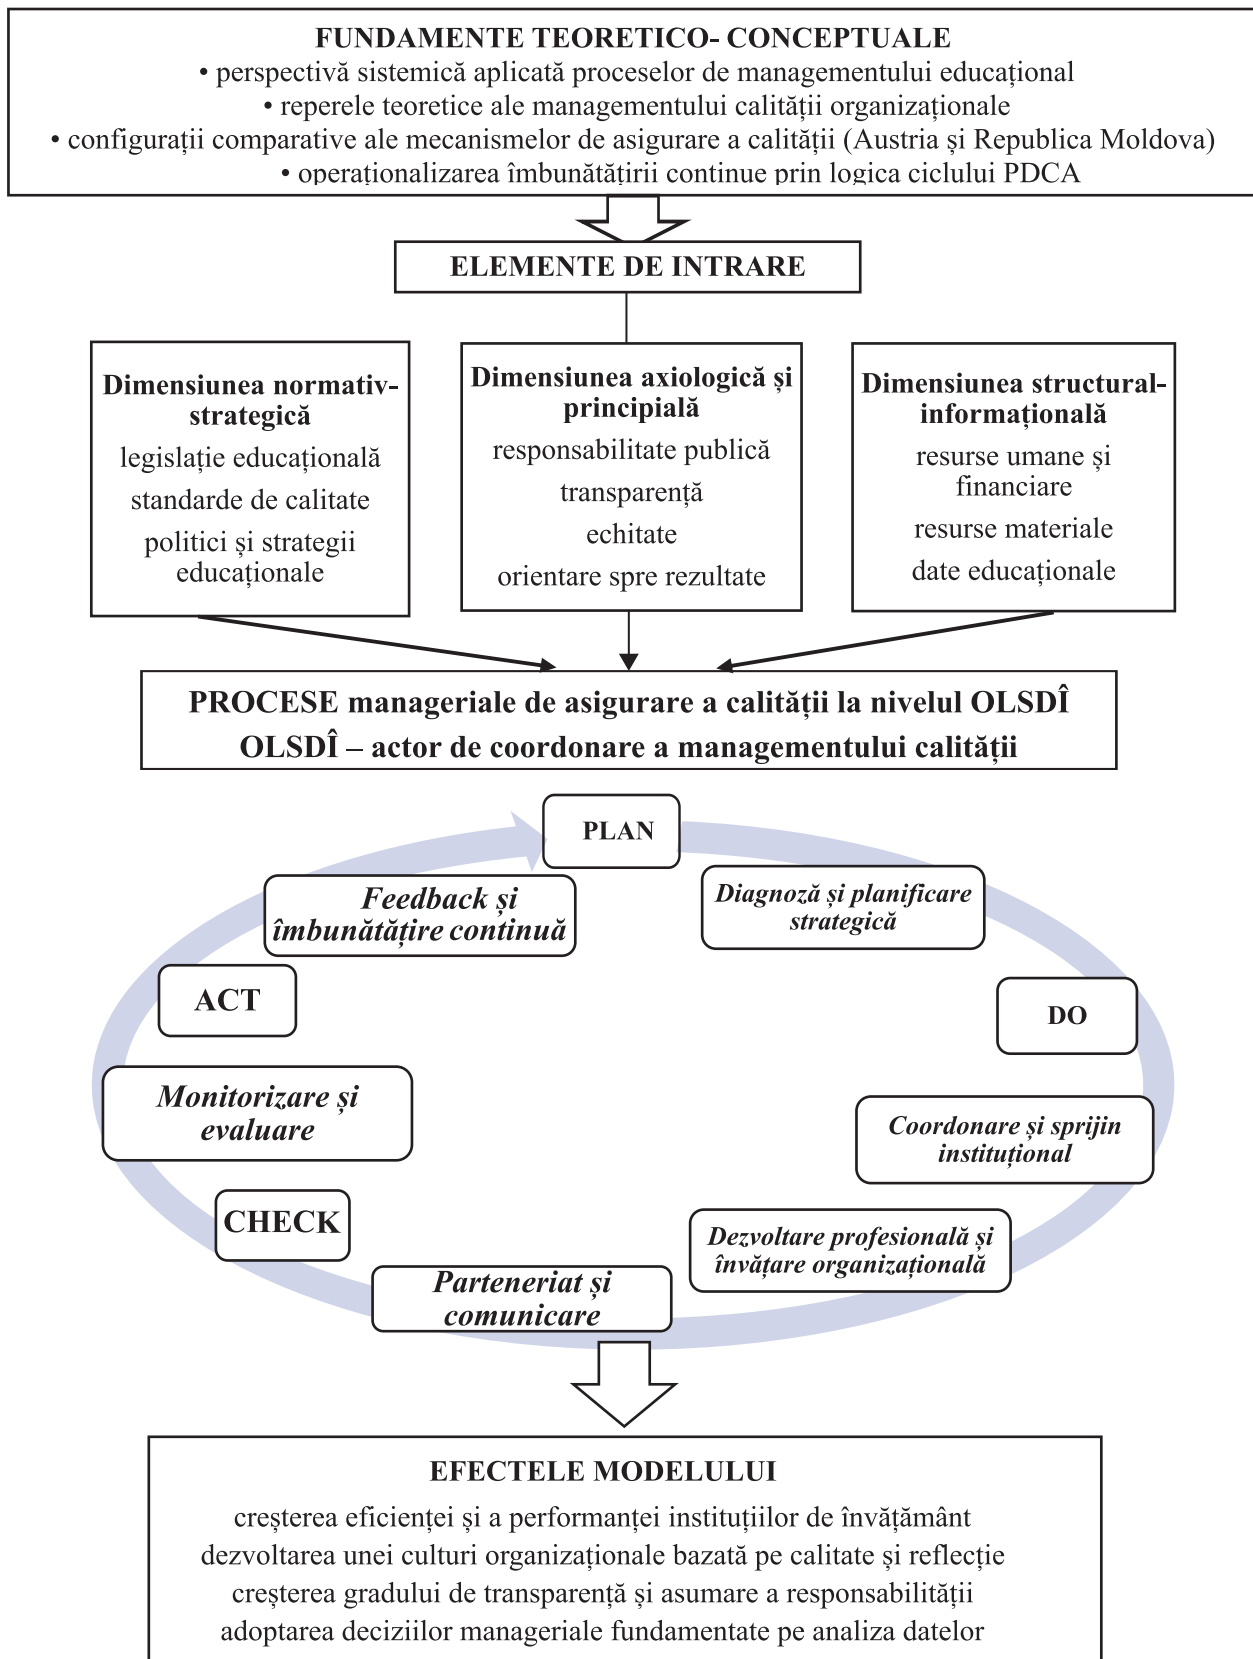 FUNDAMENTE TEORETICO- CONCEPTUALE
• perspectivă sistemică aplicată proceselor de managementului educațional
• reperele teoretice ale managementului calității organizaționale
• configurații comparative ale mecanismelor de asigurare a calității (Austria și Republica Moldova)
• operaționalizarea îmbunătățirii continue prin logica ciclului PDCA
ELEMENTE DE INTRARE
Dimensiunea normativ-
strategică
legislație educațională
standarde de calitate
politici și strategii
educaționale
Dimensiunea axiologică și
principială
responsabilitate publică
transparență
echitate
orientare spre rezultate
Dimensiunea structural-
informațională
resurse umane și
financiare
resurse materiale
date educaționale
PROCESE manageriale de asigurare a calității la nivelul OLSDÎ
OLSDÎ – actor de coordonare a managementului calității
PLAN
Diagnoză și planificare
strategică
DO
Coordonare și sprijin
instituțional
Dezvoltare profesională și
învățare organizațională
Parteneriat și
comunicare
CHECK
Monitorizare și
evaluare
ACT
Feedback și
îmbunătățire continuă
EFECTELE MODELULUI
creșterea eficienței și a performanței instituțiilor de învățământ
dezvoltarea unei culturi organizaționale bazată pe calitate și reflecție
creșterea gradului de transparență și asumare a responsabilității
adoptarea deciziilor manageriale fundamentate pe analiza datelor